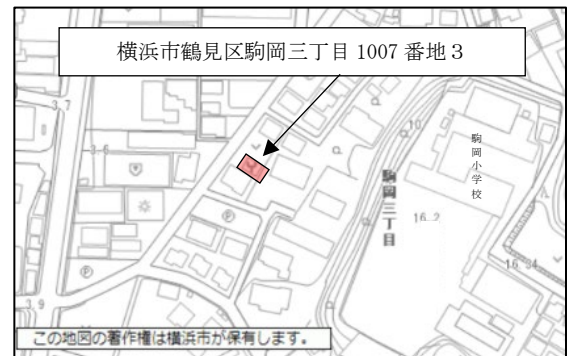 横浜市鶴見区駒岡三丁目 1007 番地３
3.7
3.6
10
駒岡小学校
駒岡三丁目
16.2
16.34
3.9
この地図の著作権は横浜市が保有します。